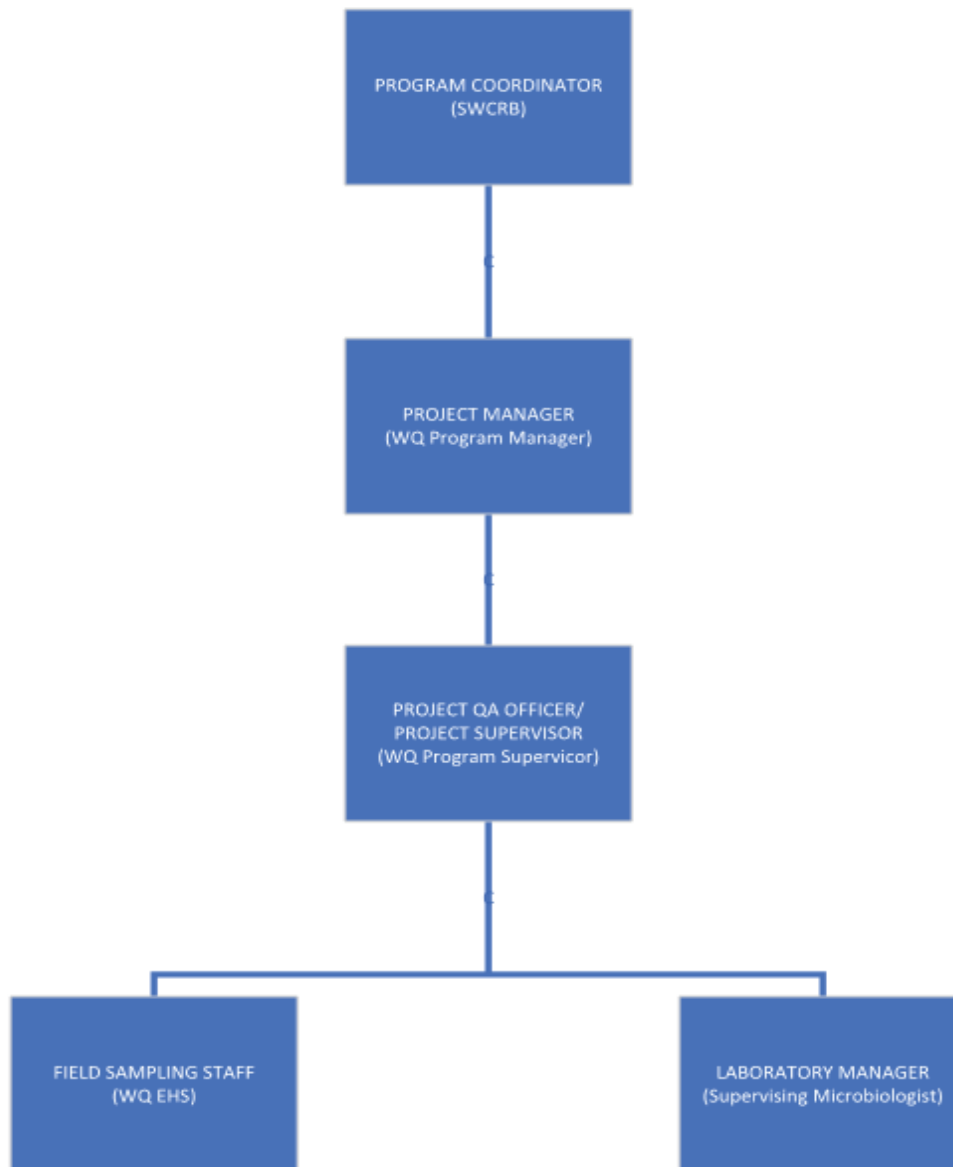 PROGRAM COORDINATOR
(SWCRB)
C
PROJECT MANAGER
(WQ Program Manager)
C
PROJECT QA OFFICER/
PROJECT SUPERVISOR
(WQ Program Supervicor)
C
FIELD SAMPLING STAFF
(WQ EHS)
LABORATORY MANAGER
(Supervising Microbiologist)